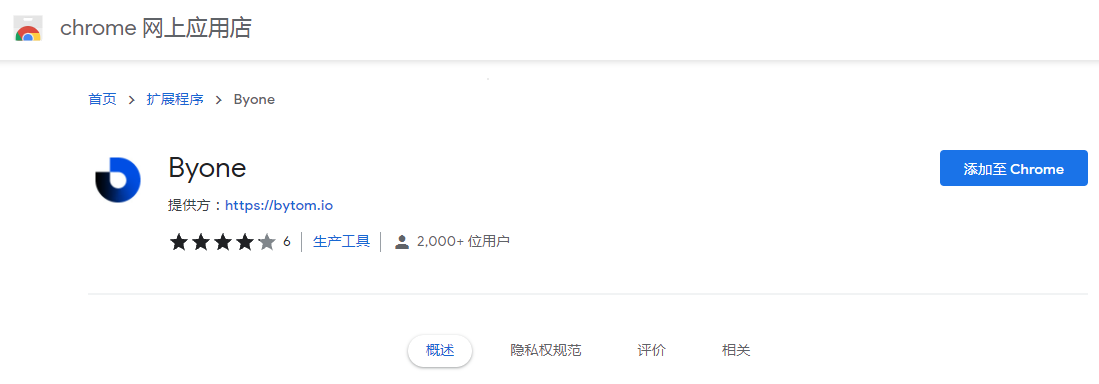 chrome 网上应用店
首页 > 扩展程序 > Byone
Byone
添加至 Chrome
提供方：https://bytom.io
6 生产工具 2,000+ 位用户
概述 隐私权规范 评价 相关